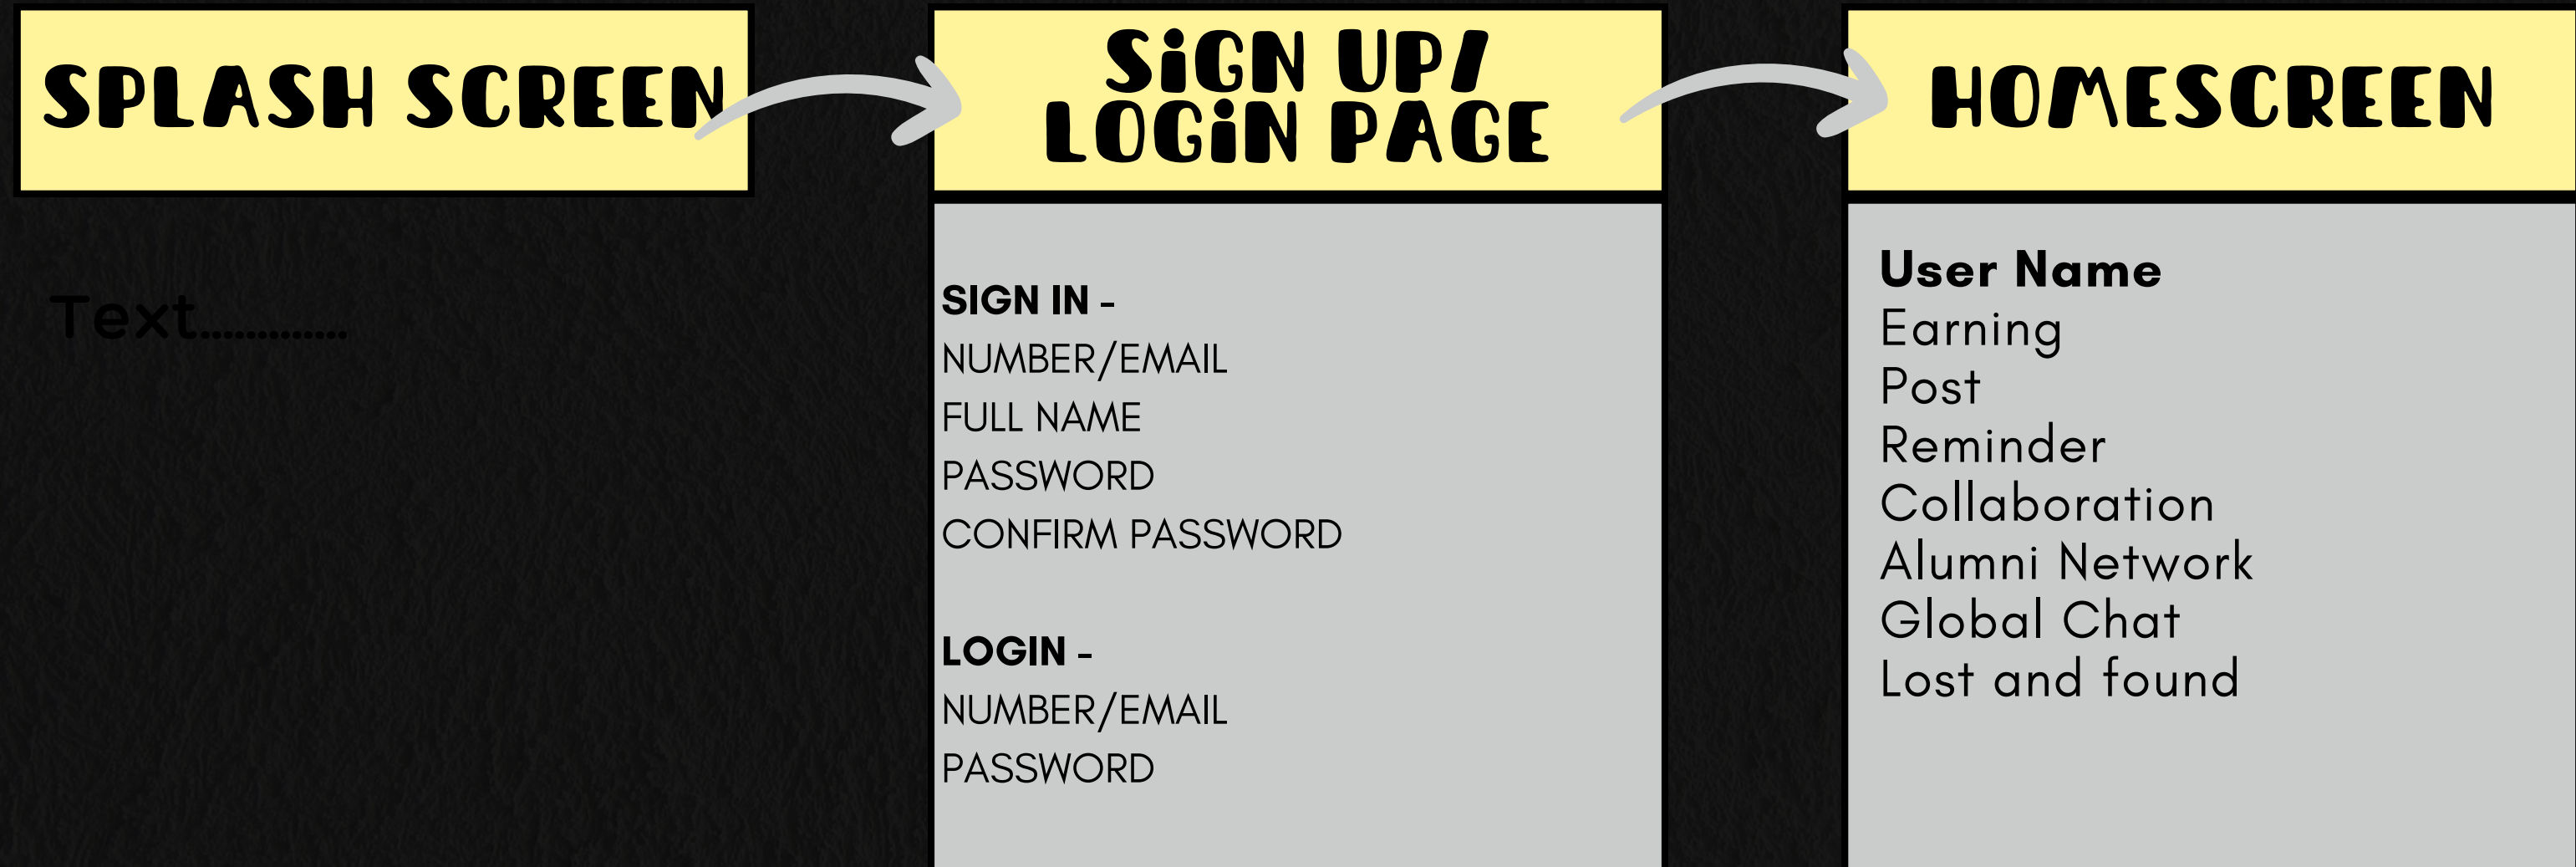 SPLASH SCREEN
Text............
SiGN UP/
LOGiN PAGE
SIGN IN -
NUMBER/EMAIL
FULL NAME
PASSWORD
CONFIRM PASSWORD
LOGIN -
NUMBER/EMAIL
PASSWORD
HOMESCREEN
User Name
Earning
Post
Reminder
Collaboration
Alumni Network
Global Chat
Lost and found